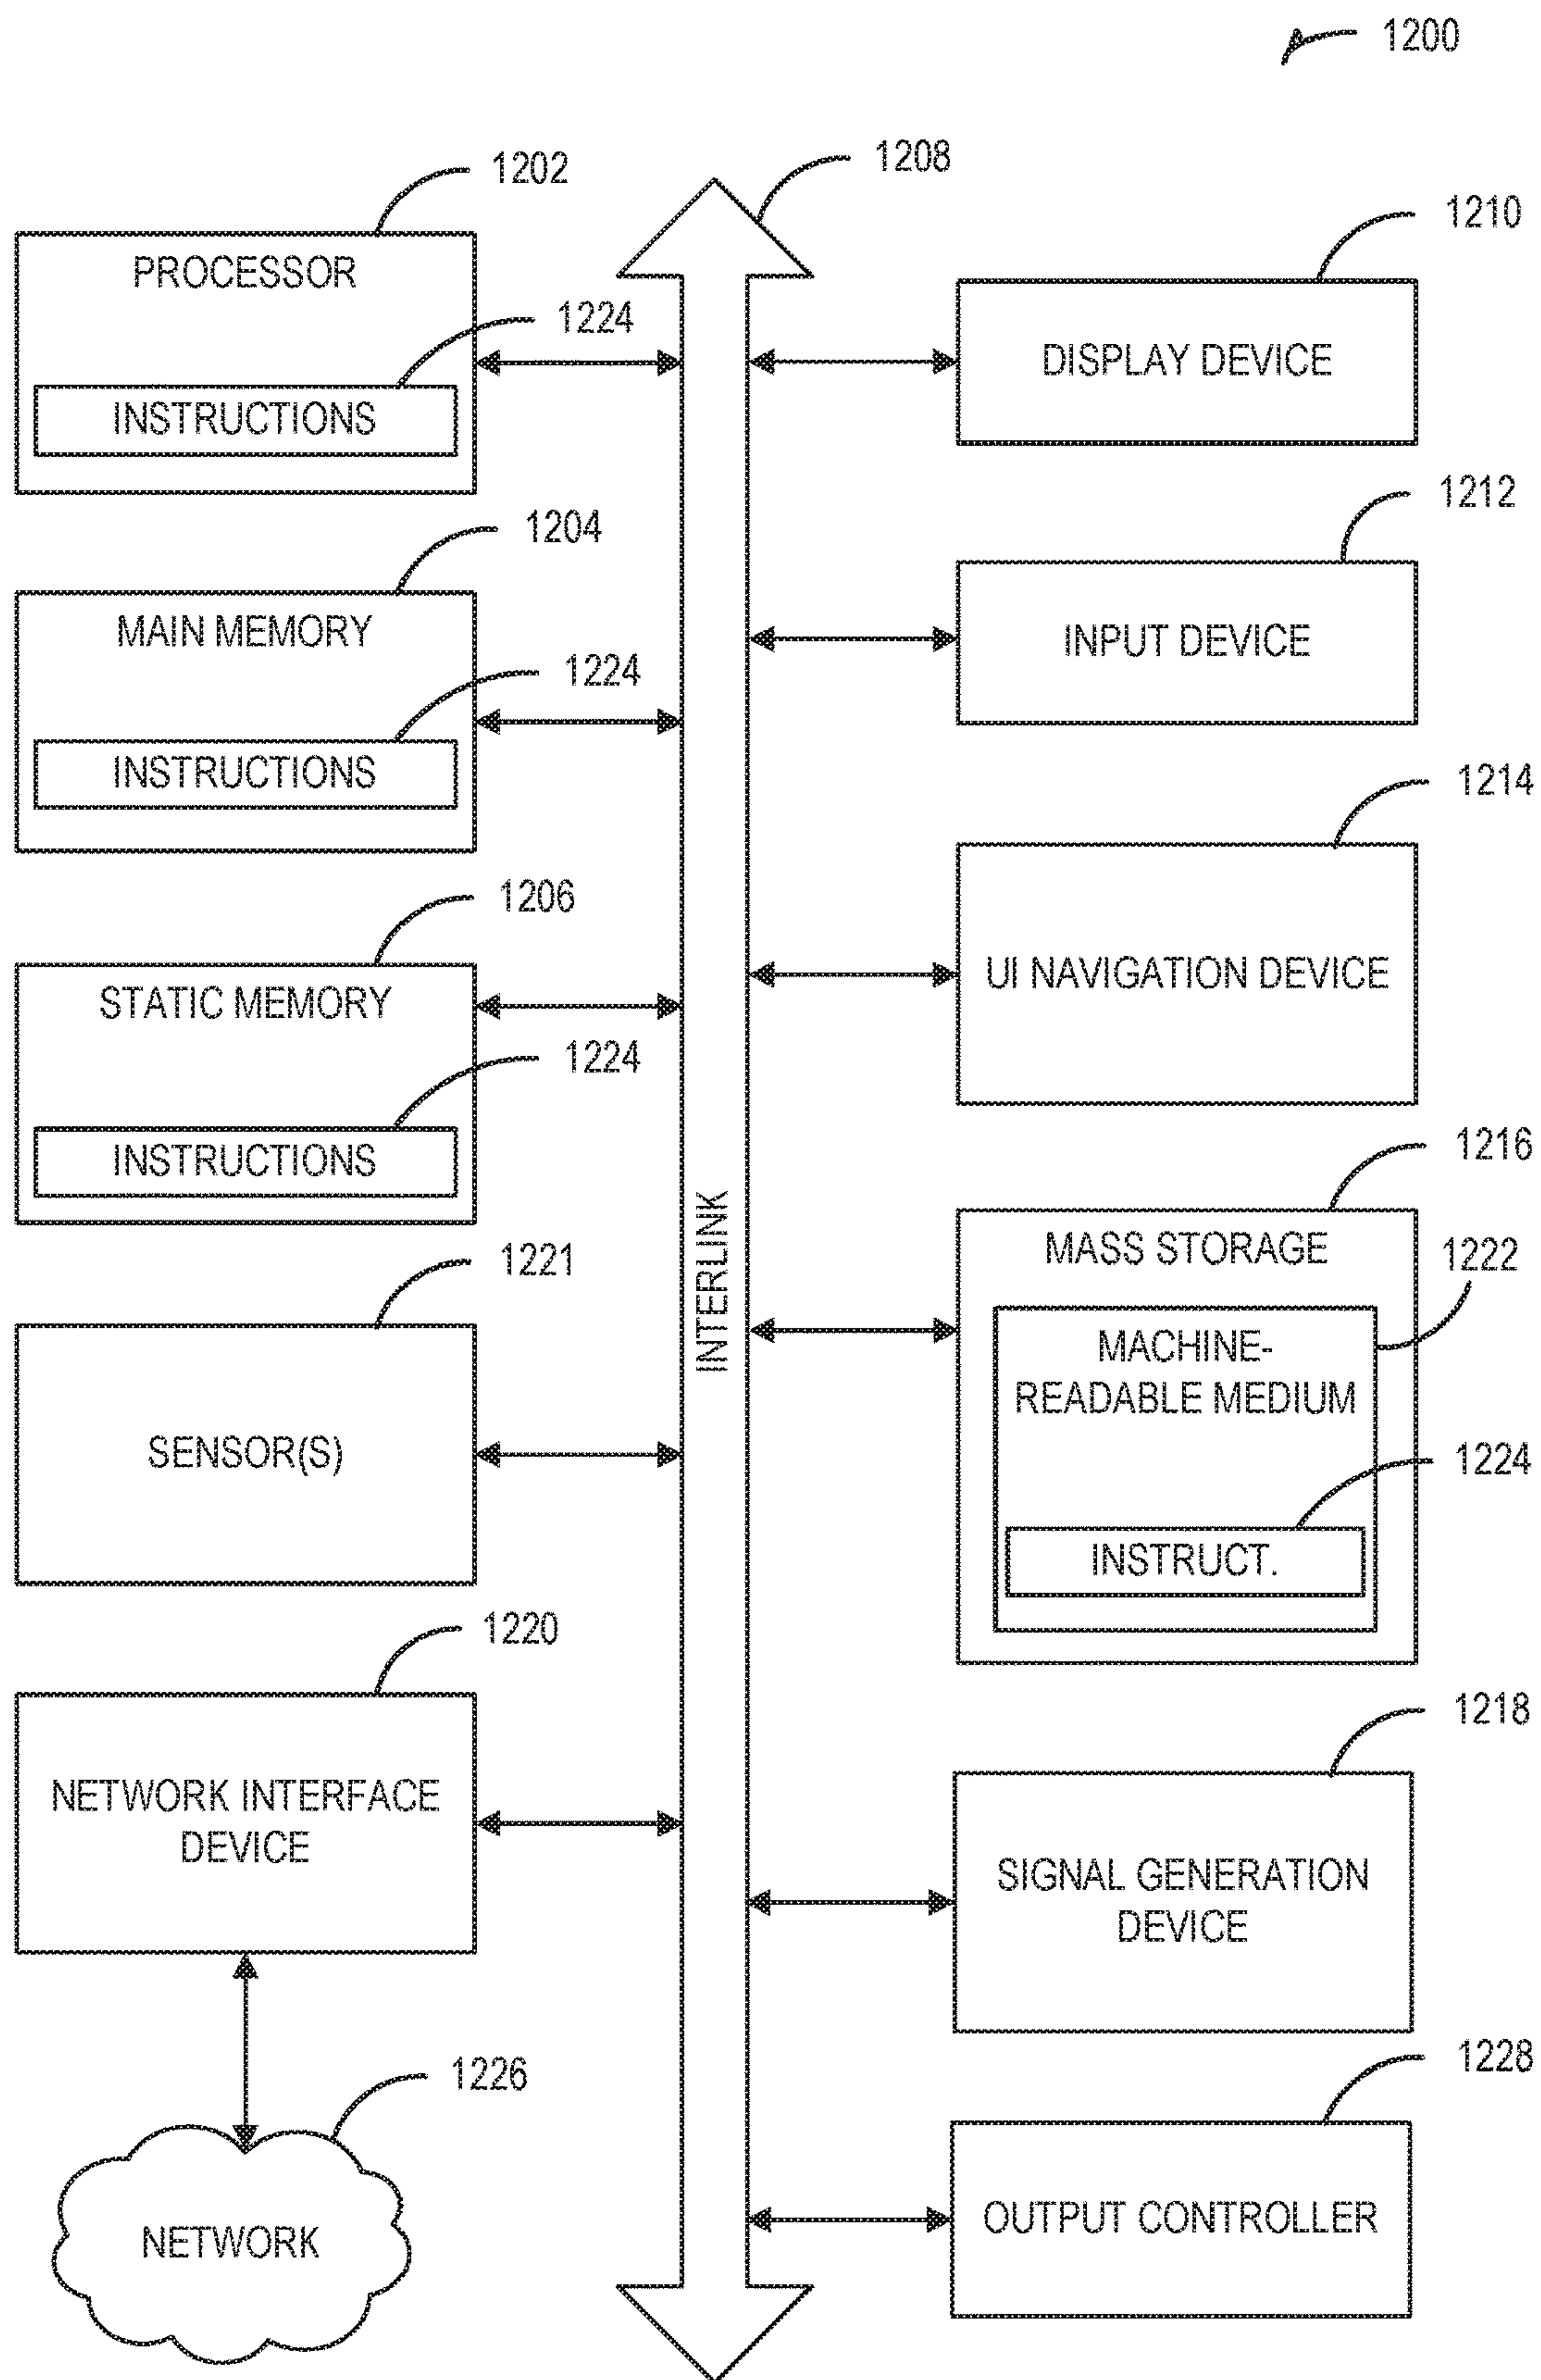 1200
1202
PROCESSOR
1224
INSTRUCTIONS
1204
MAIN MEMORY
1224
INSTRUCTIONS
1206
STATIC MEMORY
1224
INSTRUCTIONS
1221
SENSOR(S)
1220
NETWORK INTERFACE
DEVICE
1226
NETWORK
1208
INTERLINK
1210
DISPLAY DEVICE
1212
INPUT DEVICE
1214
UI NAVIGATION DEVICE
1216
MASS STORAGE
1222
MACHINE-
READABLE MEDIUM
1224
INSTRUCT.
1218
SIGNAL GENERATION
DEVICE
1228
OUTPUT CONTROLLER